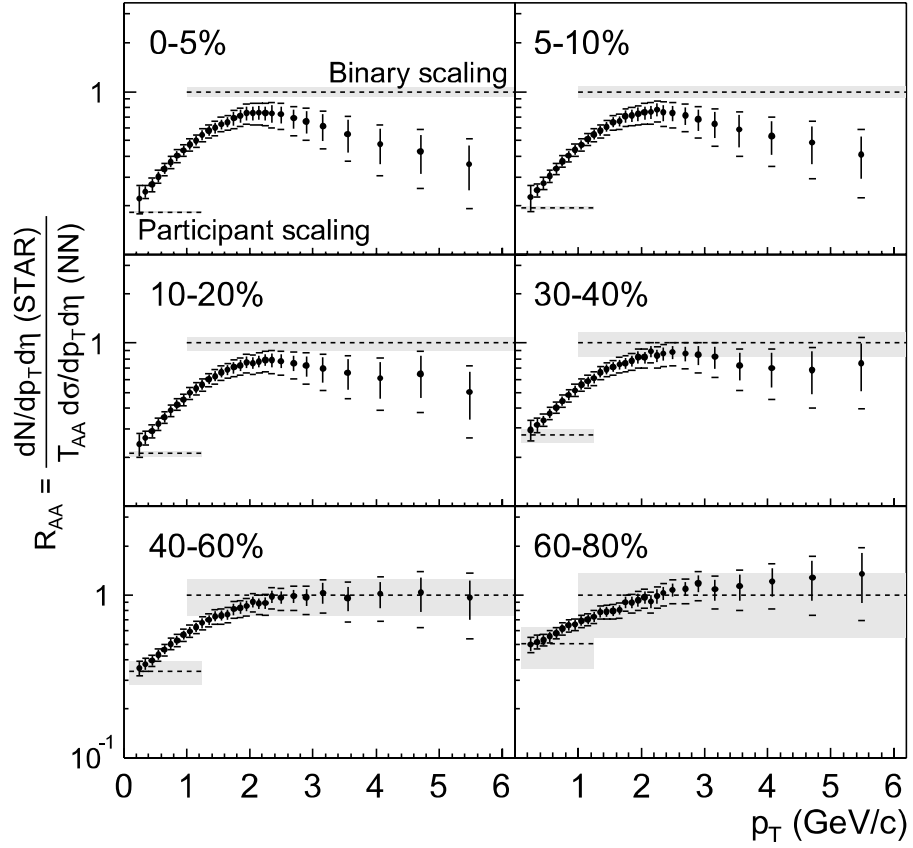 0-5%
5-10%
Binary scaling
1
Participant scaling
10-20%
30-40%
1
40-60%
60-80%
1
10-1
R_AA = dN/dp_T dη (STAR)
T_AA dσ/dp_T dη (NN)
0 1 2 3 4 5 6 1 2 3 4 5 6
p_T (GeV/c)